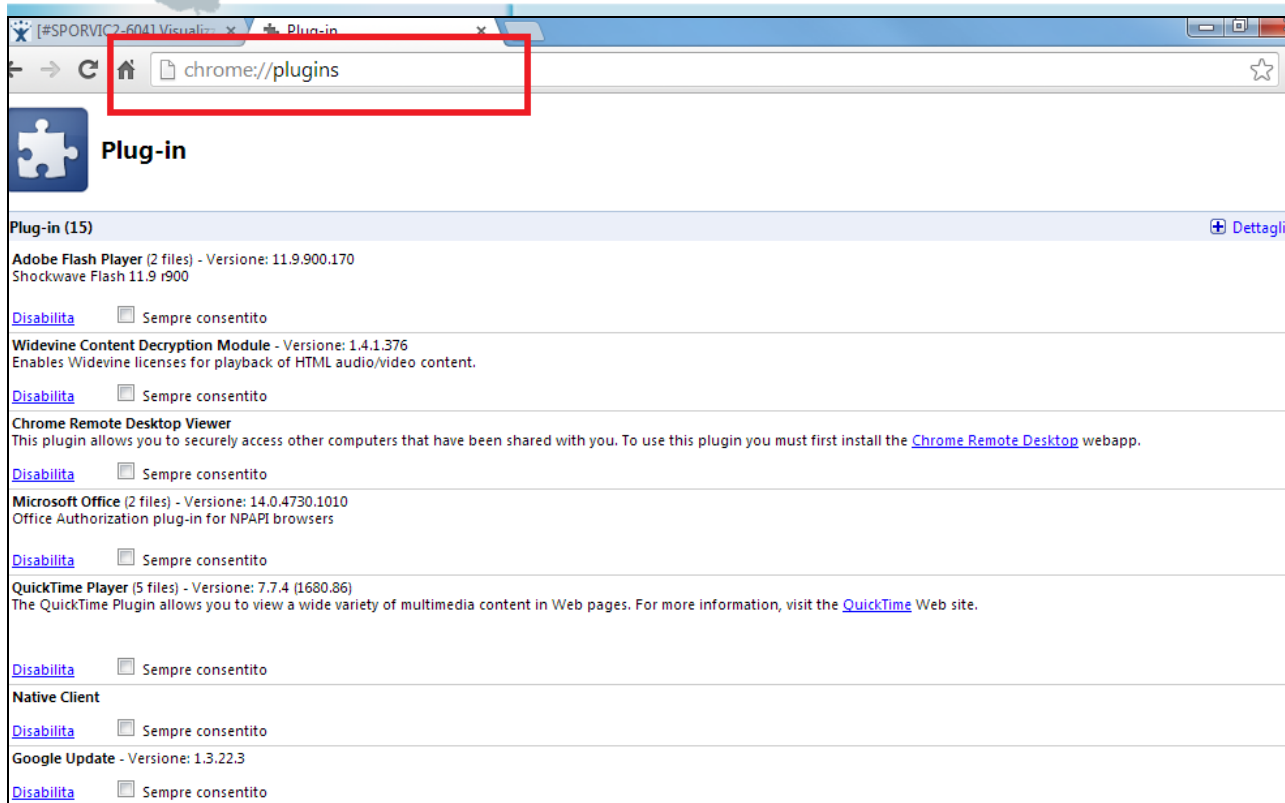 [#SPORVIC2-604] Visualizz
Plug-in
chrome://plugins
Plug-in
Plug-in (15)
Dettagli
Adobe Flash Player (2 files) - Versione: 11.9.900.170
Shockwave Flash 11.9 r900
Disabilita Sempre consentito
Widevine Content Decryption Module - Versione: 1.4.1.376
Enables Widevine licenses for playback of HTML audio/video content.
Disabilita Sempre consentito
Chrome Remote Desktop Viewer
This plugin allows you to securely access other computers that have been shared with you. To use this plugin you must first install the Chrome Remote Desktop webapp.
Disabilita Sempre consentito
Microsoft Office (2 files) - Versione: 14.0.4730.1010
Office Authorization plug-in for NPAPI browsers
Disabilita Sempre consentito
QuickTime Player (5 files) - Versione: 7.7.4 (1680.86)
The QuickTime Plugin allows you to view a wide variety of multimedia content in Web pages. For more information, visit the QuickTime Web site.
Disabilita Sempre consentito
Native Client
Disabilita Sempre consentito
Google Update - Versione: 1.3.22.3
Disabilita Sempre consentito